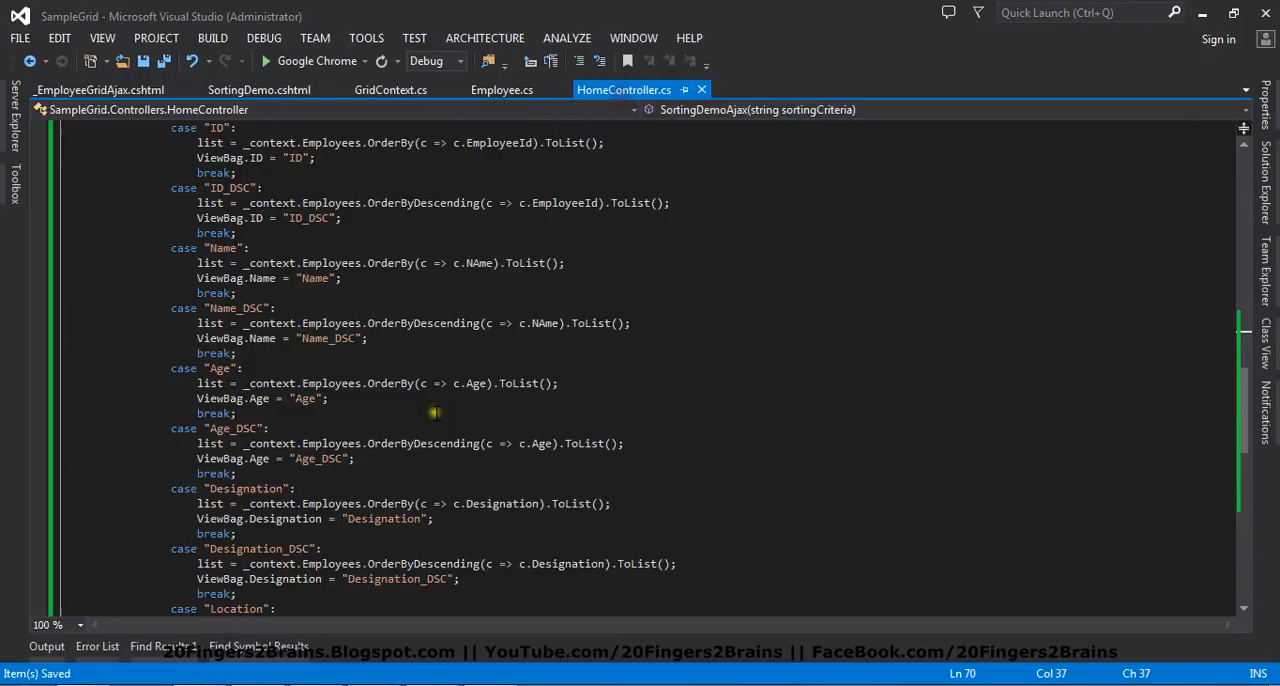 SampleGrid - Microsoft Visual Studio (Administrator)
Quick Launch (Ctrl+Q)
FILE EDIT VIEW PROJECT BUILD DEBUG TEAM TOOLS TEST ARCHITECTURE ANALYZE WINDOW HELP
Sign in
Google Chrome
Debug
_EmployeeGridAjax.cshtml SortingDemo.cshtml GridContext.cs Employee.cs HomeController.cs
SampleGrid.Controllers.HomeController SortingDemoAjax(string sortingCriteria)
Server Explorer
Toolbox
case "ID":
list = _context.Employees.OrderBy(c => c.EmployeeId).ToList();
ViewBag.ID = "ID";
break;
case "ID_DSC":
list = _context.Employees.OrderByDescending(c => c.EmployeeId).ToList();
ViewBag.ID = "ID_DSC";
break;
case "Name":
list = _context.Employees.OrderBy(c => c.NAme).ToList();
ViewBag.Name = "Name";
break;
case "Name_DSC":
list = _context.Employees.OrderByDescending(c => c.NAme).ToList();
ViewBag.Name = "Name_DSC";
break;
case "Age":
list = _context.Employees.OrderBy(c => c.Age).ToList();
ViewBag.Age = "Age";
break;
case "Age_DSC":
list = _context.Employees.OrderByDescending(c => c.Age).ToList();
ViewBag.Age = "Age_DSC";
break;
case "Designation":
list = _context.Employees.OrderBy(c => c.Designation).ToList();
ViewBag.Designation = "Designation";
break;
case "Designation_DSC":
list = _context.Employees.OrderByDescending(c => c.Designation).ToList();
ViewBag.Designation = "Designation_DSC";
break;
case "Location":
Properties
Solution Explorer
Team Explorer
Class View
Notifications
100 %
Output Error List Find Results 1 Find Symbol Results
20Fingers2Brains.Blogspot.com || YouTube.com/20Fingers2Brains || FaceBook.com/20Fingers2Brains
Item(s) Saved Ln 70 Col 37 Ch 37 INS